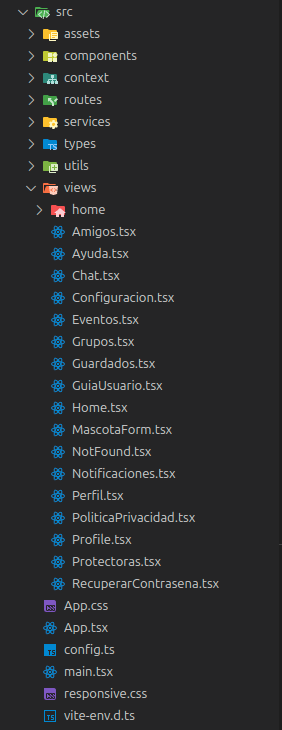 src
assets
components
context
routes
services
types
utils
views
home
Amigos.tsx
Ayuda.tsx
Chat.tsx
Configuracion.tsx
Eventos.tsx
Grupos.tsx
Guardados.tsx
GuiaUsuario.tsx
Home.tsx
MascotaForm.tsx
NotFound.tsx
Notificaciones.tsx
Perfil.tsx
PoliticaPrivacidad.tsx
Profile.tsx
Protectoras.tsx
RecuperarContrasena.tsx
App.css
App.tsx
config.ts
main.tsx
responsive.css
vite-env.d.ts